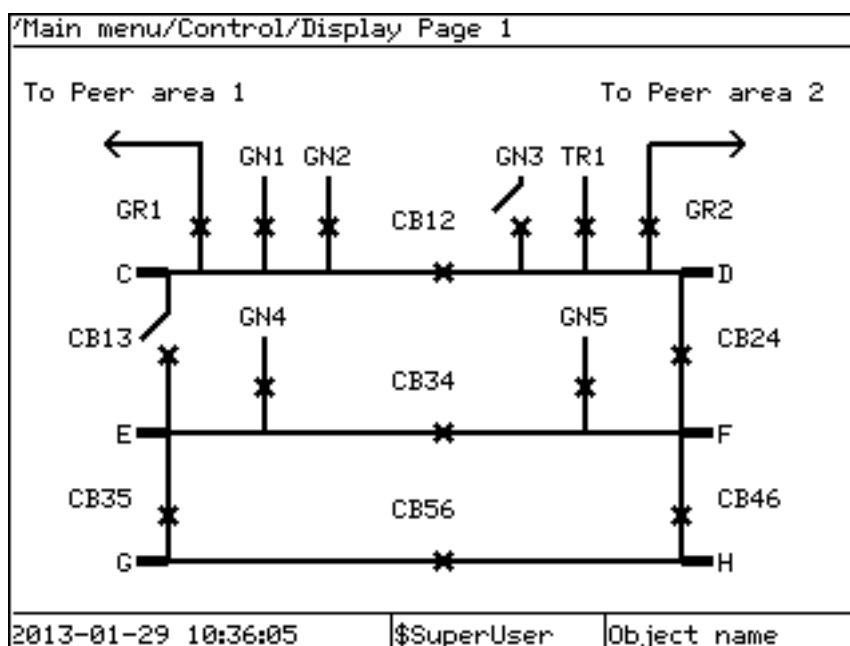 /Main menu/Control/Display Page 1
To Peer area 1
To Peer area 2
GN1 GN2
GN3 TR1
GR1
CB12
GR2
C
D
CB13
GN4
GN5
CB24
CB34
E
F
CB35
CB56
CB46
G
H
2013-01-29 10:36:05
$SuperUser
Object name